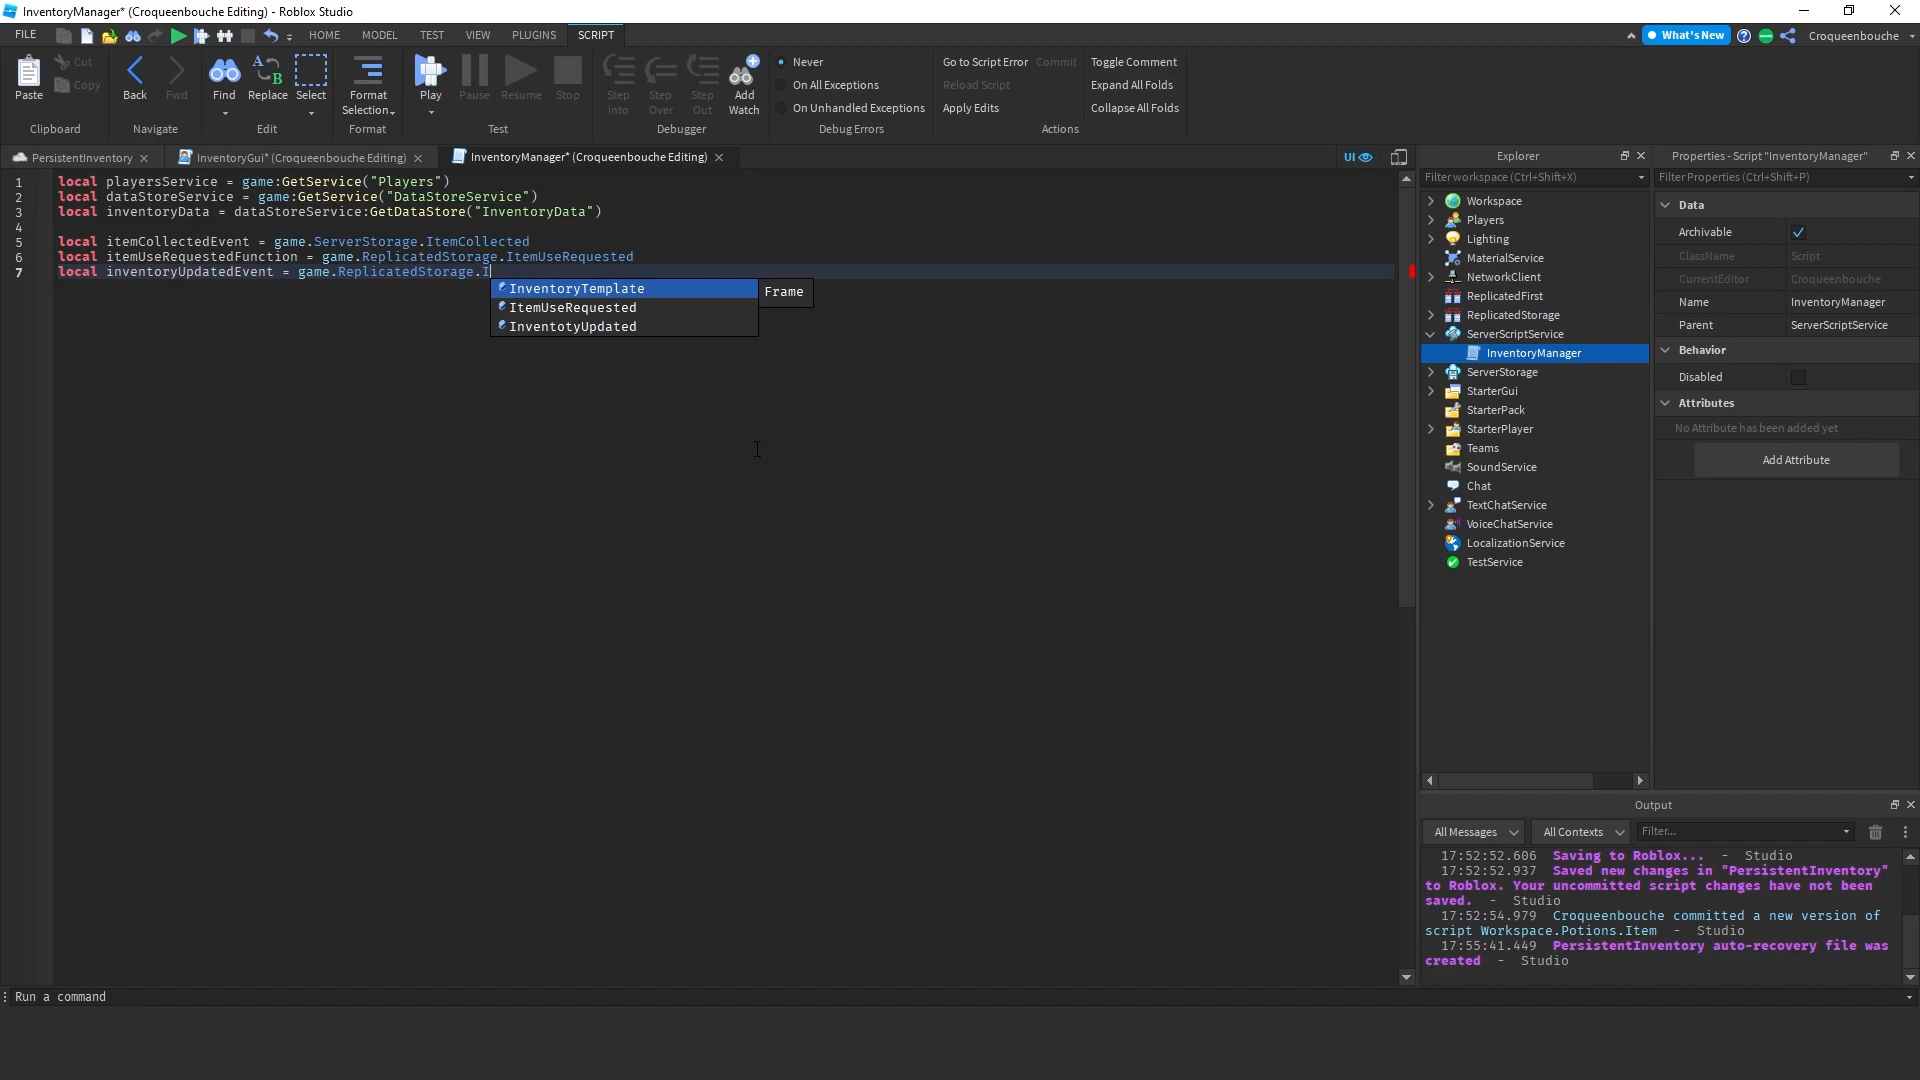 InventoryManager* (Croqueenbouche Editing) - Roblox Studio
FILE HOME MODEL TEST VIEW PLUGINS SCRIPT What's New Croqueenbouche
Paste Cut Copy Clipboard
Back Fwd Navigate
Find Replace Select Edit
Format Selection Format
Play Pause Resume Stop Test
Step Into Step Over Step Out Add Watch Debugger
Never
On All Exceptions
On Unhandled Exceptions
Debug Errors
Go to Script Error Commit
Reload Script
Apply Edits
Toggle Comment
Expand All Folds
Collapse All Folds
Actions
PersistentInventory InventoryGui* (Croqueenbouche Editing) InventoryManager* (Croqueenbouche Editing) UI
1 local playersService = game:GetService("Players")
2 local dataStoreService = game:GetService("DataStoreService")
3 local inventoryData = dataStoreService:GetDataStore("InventoryData")
4
5 local itemCollectedEvent = game.ServerStorage.ItemCollected
6 local itemUseRequestedFunction = game.ReplicatedStorage.ItemUseRequested
7 local inventoryUpdatedEvent = game.ReplicatedStorage.I
InventoryTemplate Frame
ItemUseRequested
InventotyUpdated
Explorer
Filter workspace (Ctrl+Shift+X)
Workspace
Players
Lighting
MaterialService
NetworkClient
ReplicatedFirst
ReplicatedStorage
ServerScriptService
InventoryManager
ServerStorage
StarterGui
StarterPack
StarterPlayer
Teams
SoundService
Chat
TextChatService
VoiceChatService
LocalizationService
TestService
Properties - Script "InventoryManager"
Filter Properties (Ctrl+Shift+P)
Data
Archivable
ClassName Script
CurrentEditor Croqueenbouche
Name InventoryManager
Parent ServerScriptService
Behavior
Disabled
Attributes
No Attribute has been added yet
Add Attribute
Output
All Messages All Contexts Filter...
17:52:52.606 Saving to Roblox... - Studio
17:52:52.937 Saved new changes in "PersistentInventory"
to Roblox. Your uncommitted script changes have not been
saved. - Studio
17:52:54.979 Croqueenbouche committed a new version of
script Workspace.Potions.Item - Studio
17:55:41.449 PersistentInventory auto-recovery file was
created - Studio
Run a command